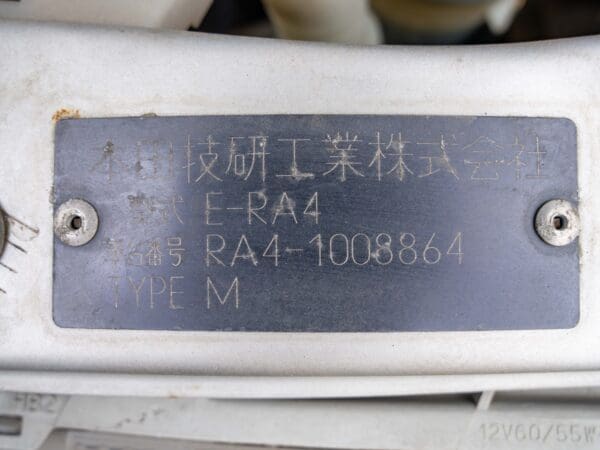 本田技研工業株式会社
型式 E-RA4
車台番号 RA4-1008864
TYPE M
HB2
12V60/55W